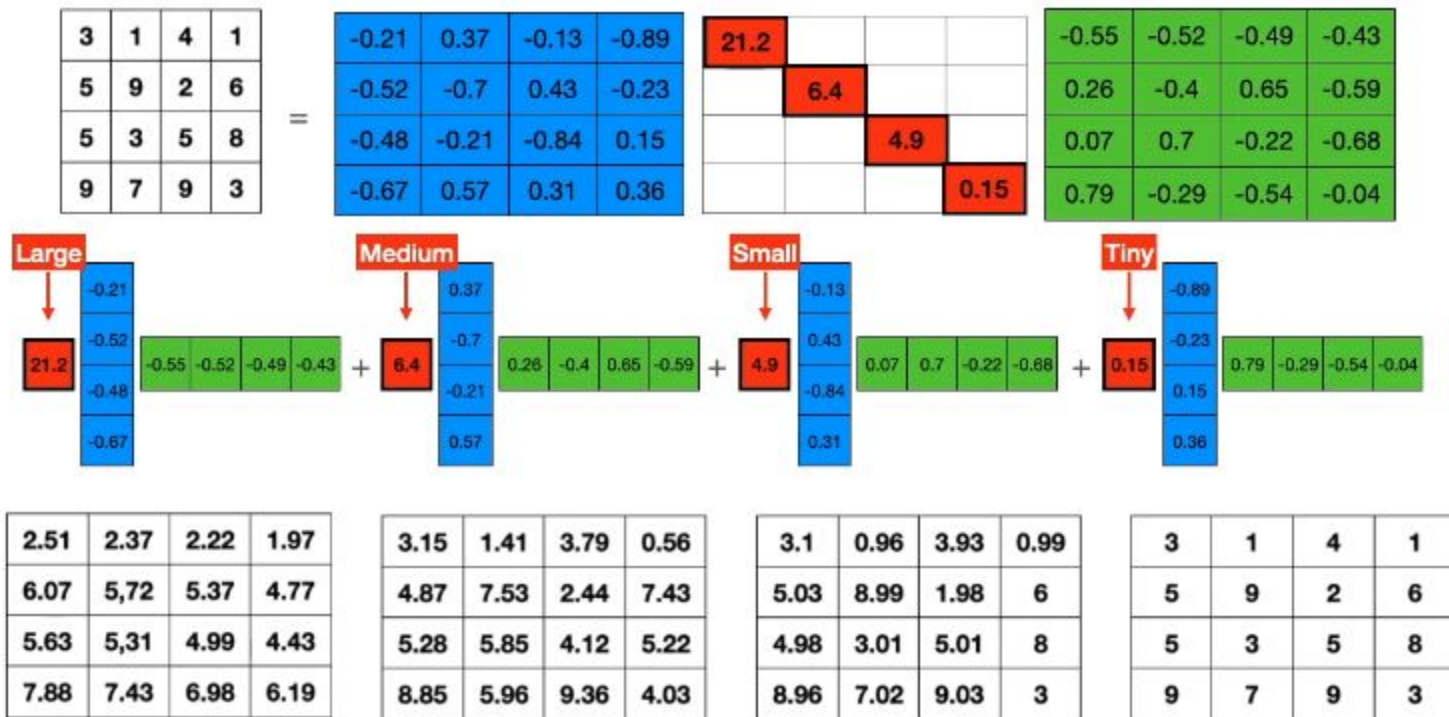 3 1 4 1 -0.21 0.37 -0.13 -0.89 21.2 -0.55 -0.52 -0.49 -0.43
5 9 2 6 -0.52 -0.7 0.43 -0.23 6.4 0.26 -0.4 0.65 -0.59
=
5 3 5 8 -0.48 -0.21 -0.84 0.15 4.9 0.07 0.7 -0.22 -0.68
9 7 9 3 -0.67 0.57 0.31 0.36 0.15 0.79 -0.29 -0.54 -0.04
Large Medium Small Tiny
-0.21 0.37 -0.13 -0.89
-0.52 -0.7 0.43 -0.23
21.2 -0.55 -0.52 -0.49 -0.43 + 6.4 0.26 -0.4 0.65 -0.59 + 4.9 0.07 0.7 -0.22 -0.68 + 0.15 0.79 -0.29 -0.54 -0.04
-0.48 -0.21 -0.84 0.15
-0.67 0.57 0.31 0.36
2.51 2.37 2.22 1.97 3.15 1.41 3.79 0.56 3.1 0.96 3.93 0.99 3 1 4 1
6.07 5,72 5.37 4.77 4.87 7.53 2.44 7.43 5.03 8.99 1.98 6 5 9 2 6
5.63 5,31 4.99 4.43 5.28 5.85 4.12 5.22 4.98 3.01 5.01 8 5 3 5 8
7.88 7.43 6.98 6.19 8.85 5.96 9.36 4.03 8.96 7.02 9.03 3 9 7 9 3